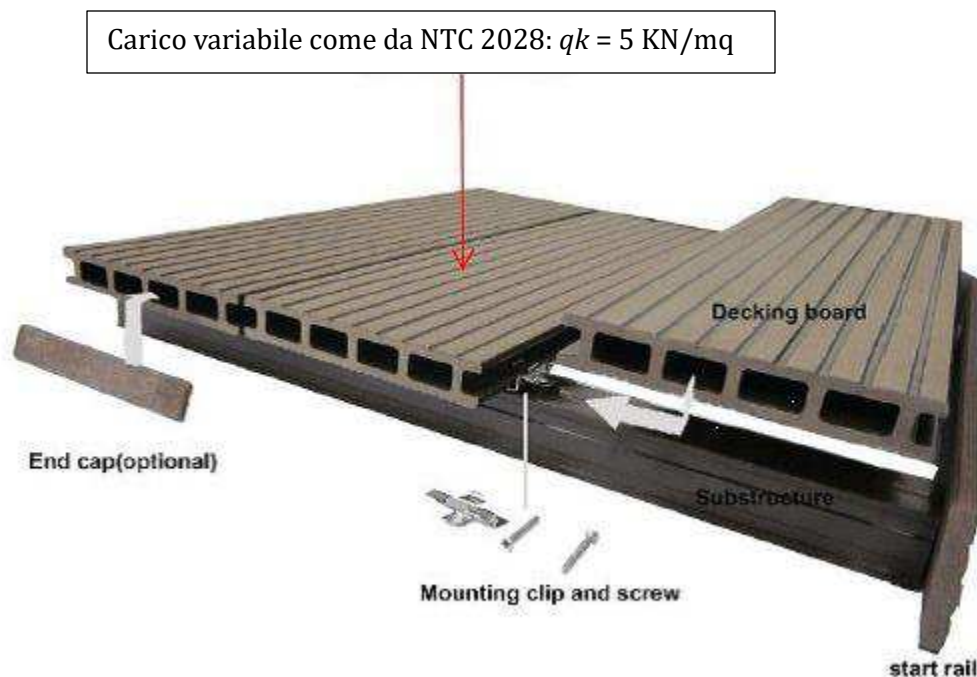 Carico variabile come da NTC 2028: qk = 5 KN/mq
Decking board
End cap(optional)
Substructure
Mounting clip and screw
start rail